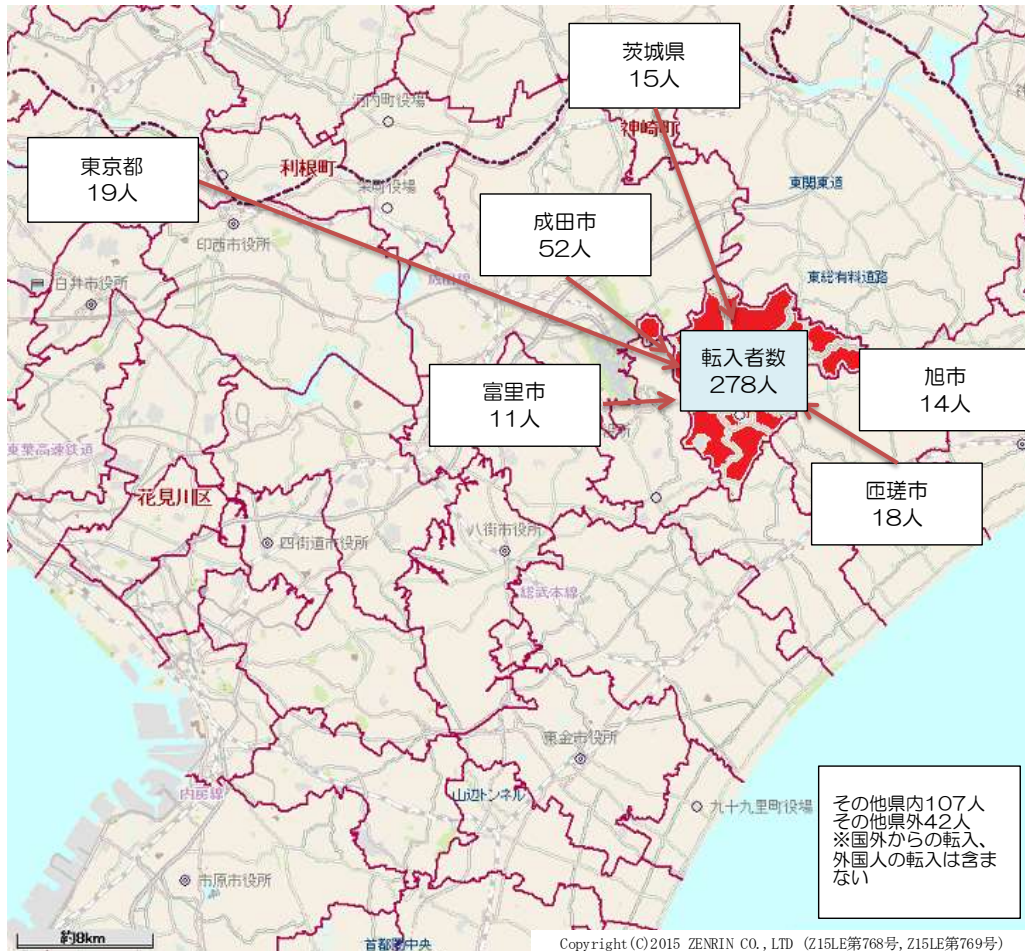 茨城県
15人
河内町役場
神崎町
東京都
19人
利根町
栄町役場
東関東道
成田市
52人
印西市役所
白井市役所
成田線
東総有料道路
転入者数
278人
旭市
14人
富里市
11人
東葉高速鉄道
花見川区
匝瑳市
18人
四街道市役所
八街市役所
総武本線
東金市役所
内房線
山辺トンネル
九十九里町役場
その他県内107人
その他県外42人
※国外からの転入、
外国人の転入は含ま
ない
市原市役所
約8km
首都圏中央
Copyright(C)2015 ZENRIN CO.,LTD (Z15LE第768号,Z15LE第769号)